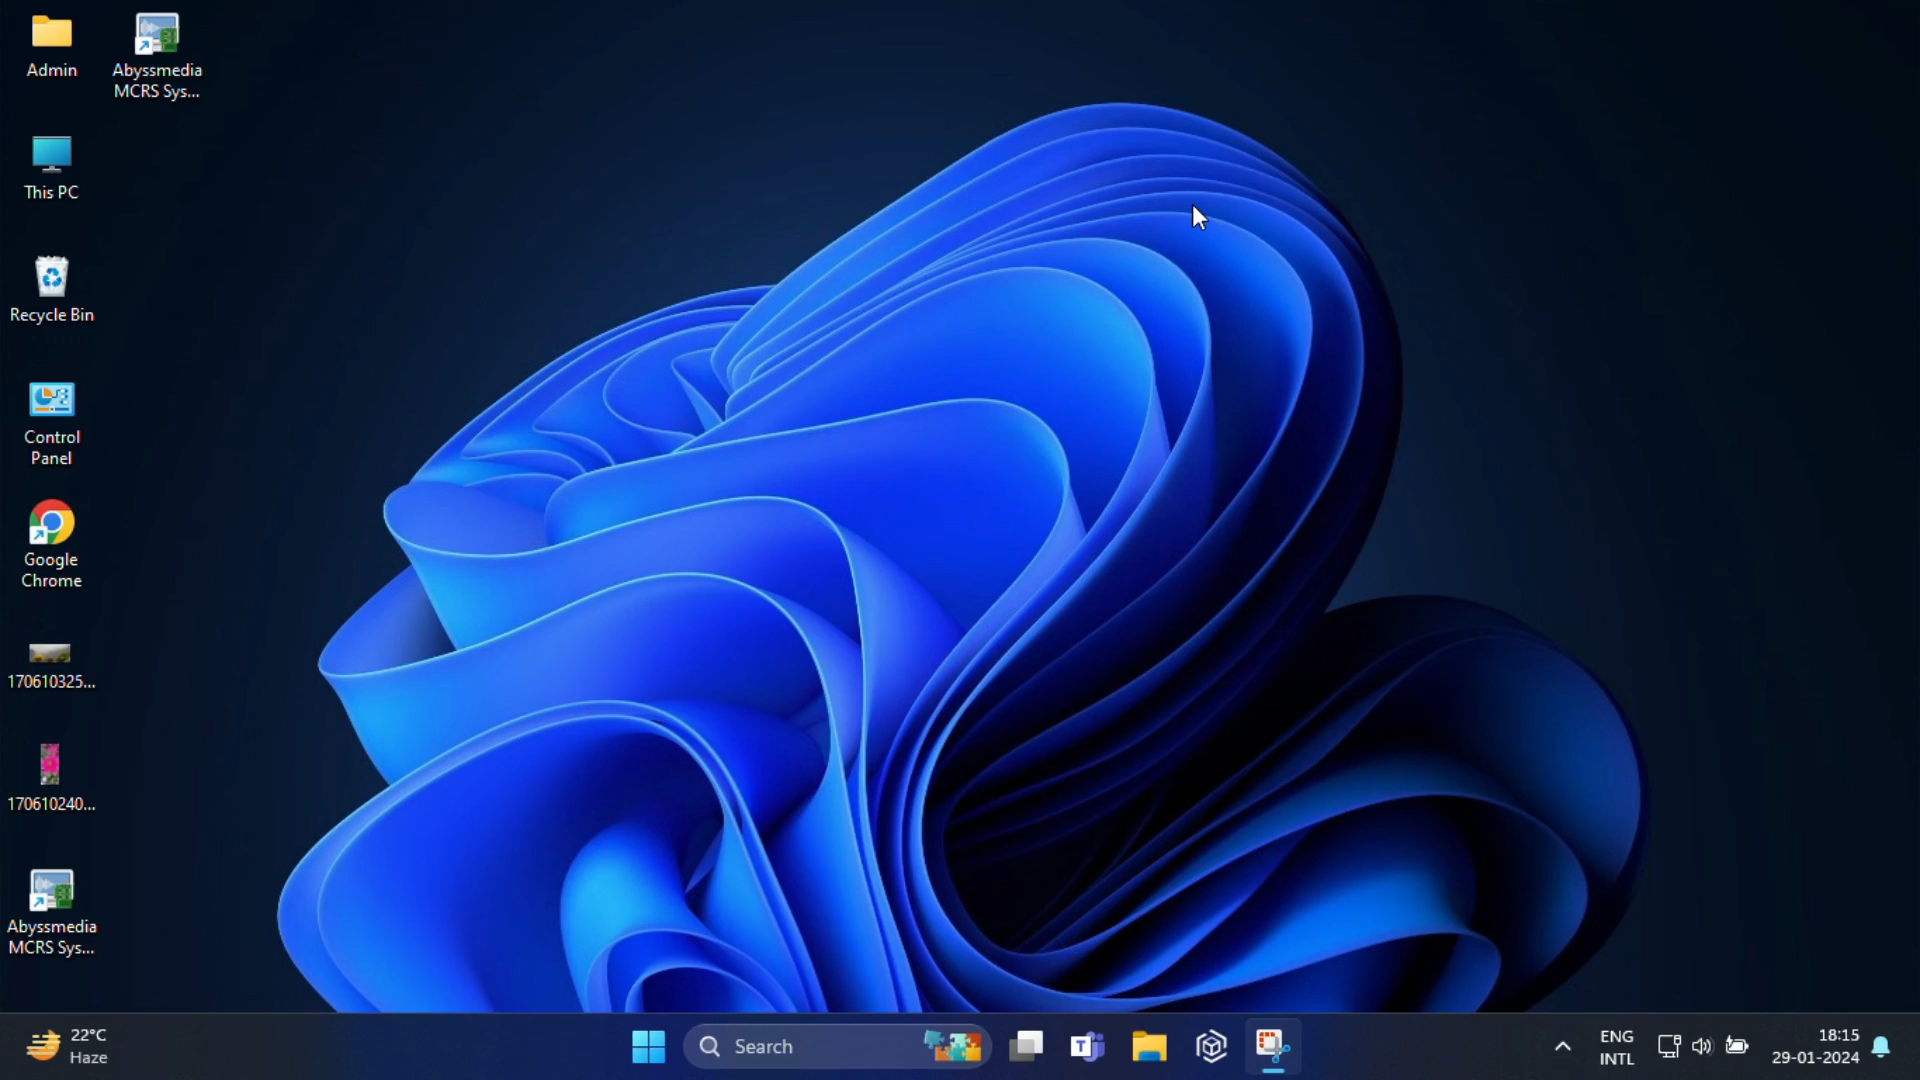 Admin
Abyssmedia
MCRS Sys...
This PC
Recycle Bin
Control
Panel
Google
Chrome
170610325...
170610240...
Abyssmedia
MCRS Sys...
22°C
Haze
Search
T
ENG
INTL
18:15
29-01-2024